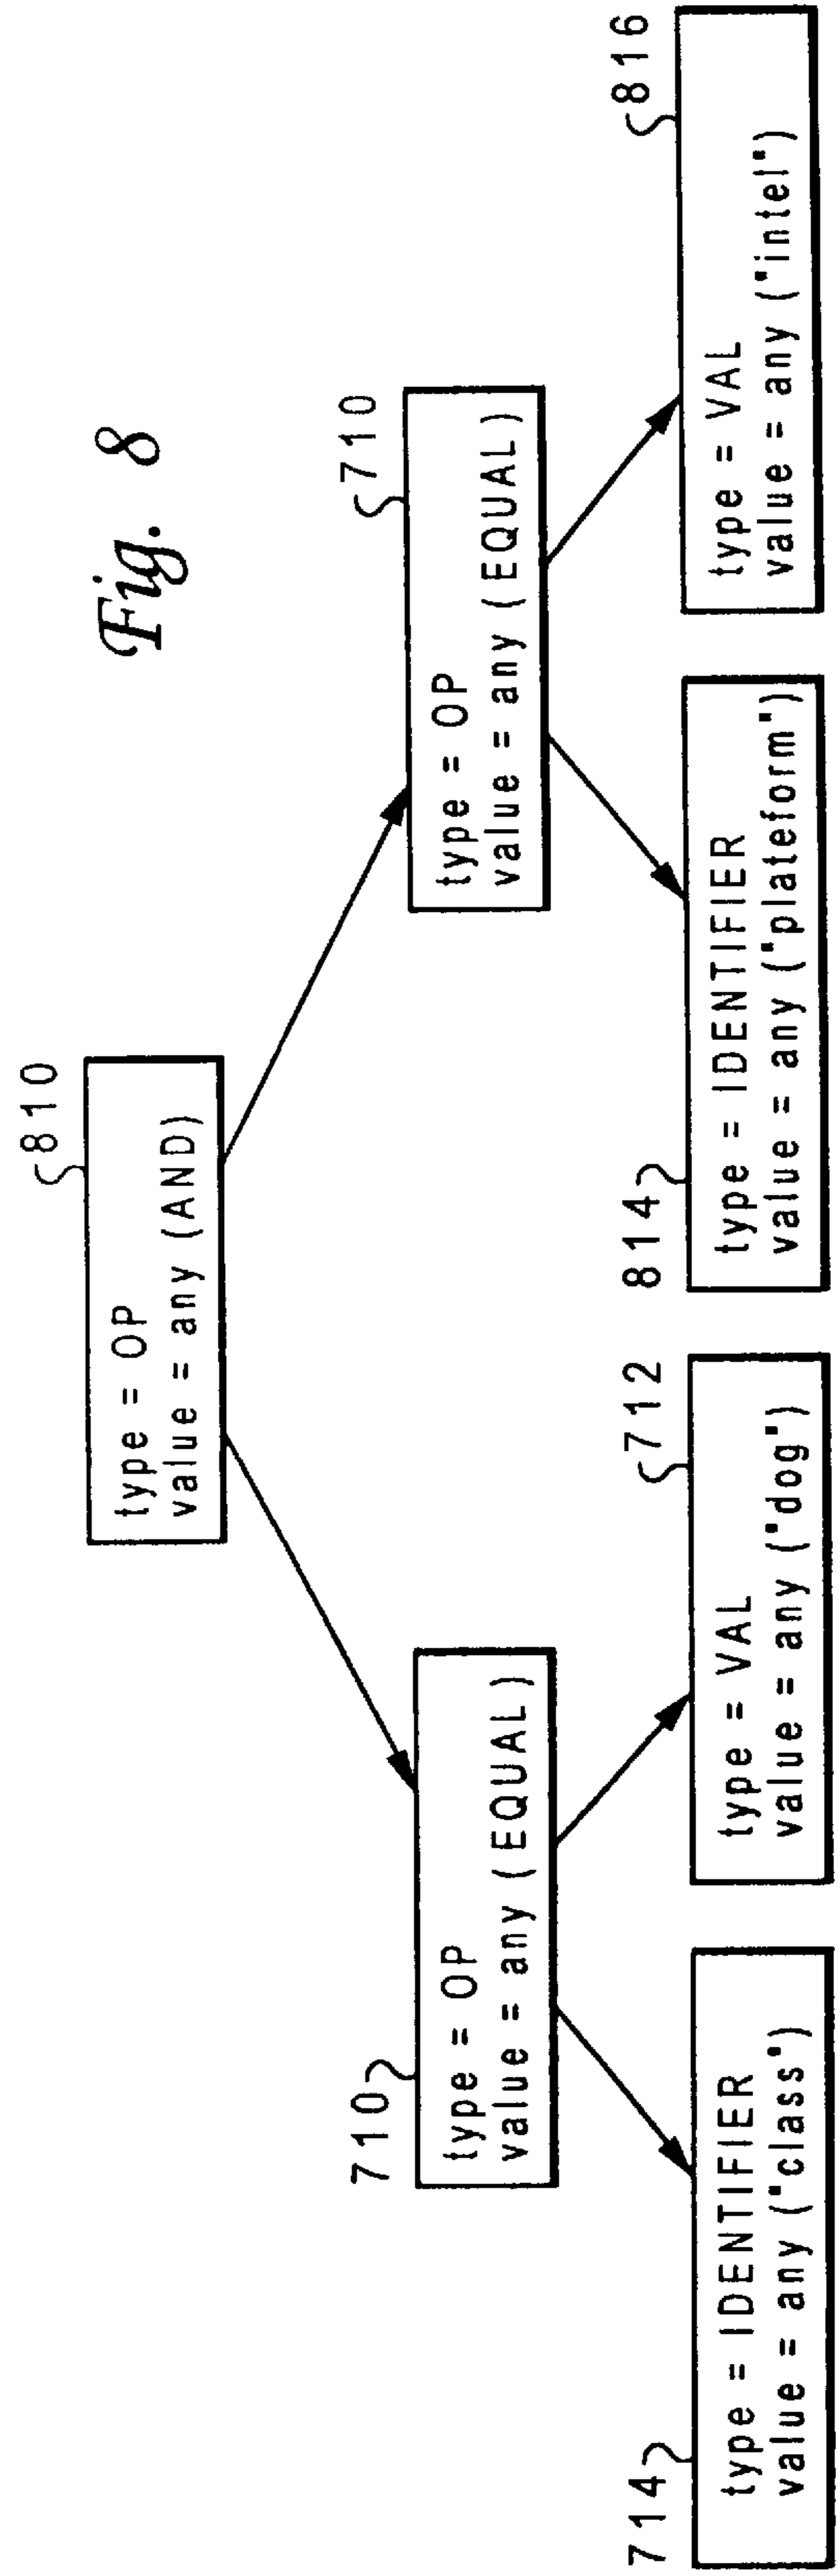 Fig. 8
810
type = OP
value = any (AND)
710
type = OP
value = any (EQUAL)
710
type = OP
value = any (EQUAL)
714
type = IDENTIFIER
value = any ("class")
712
type = VAL
value = any ("dog")
814
type = IDENTIFIER
value = any ("plateform")
816
type = VAL
value = any ("intel")